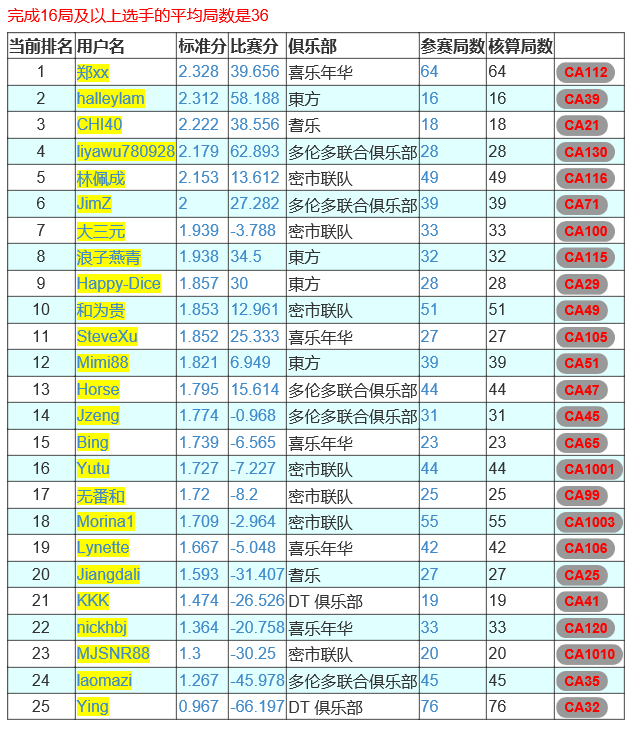 完成16局及以上选手的平均局数是36
当前排名 用户名 标准分 比赛分 俱乐部 参赛局数 核算局数
1 郑xx 2.328 39.656 喜乐年华 64 64 CA112
2 halleylam 2.312 58.188 東方 16 16 CA39
3 CHI40 2.222 38.556 耆乐 18 18 CA21
4 liyawu780928 2.179 62.893 多伦多联合俱乐部 28 28 CA130
5 林佩成 2.153 13.612 密市联队 49 49 CA116
6 JimZ 2 27.282 多伦多联合俱乐部 39 39 CA71
7 大三元 1.939 -3.788 密市联队 33 33 CA100
8 浪子燕青 1.938 34.5 東方 32 32 CA115
9 Happy-Dice 1.857 30 東方 28 28 CA29
10 和为贵 1.853 12.961 密市联队 51 51 CA49
11 SteveXu 1.852 25.333 喜乐年华 27 27 CA105
12 Mimi88 1.821 6.949 東方 39 39 CA51
13 Horse 1.795 15.614 多伦多联合俱乐部 44 44 CA47
14 Jzeng 1.774 -0.968 多伦多联合俱乐部 31 31 CA45
15 Bing 1.739 -6.565 喜乐年华 23 23 CA65
16 Yutu 1.727 -7.227 密市联队 44 44 CA1001
17 无番和 1.72 -8.2 密市联队 25 25 CA99
18 Morina1 1.709 -2.964 密市联队 55 55 CA1003
19 Lynette 1.667 -5.048 喜乐年华 42 42 CA106
20 Jiangdali 1.593 -31.407 耆乐 27 27 CA25
21 KKK 1.474 -26.526 DT 俱乐部 19 19 CA41
22 nickhbj 1.364 -20.758 喜乐年华 33 33 CA120
23 MJSNR88 1.3 -30.25 密市联队 20 20 CA1010
24 laomazi 1.267 -45.978 多伦多联合俱乐部 45 45 CA35
25 Ying 0.967 -66.197 DT 俱乐部 76 76 CA32